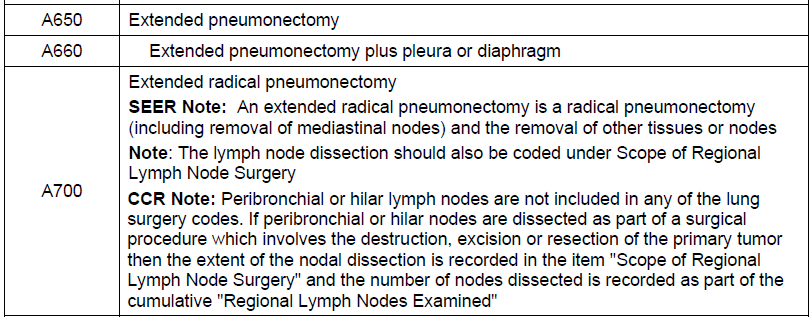 A650 Extended pneumonectomy
A660 Extended pneumonectomy plus pleura or diaphragm
Extended radical pneumonectomy
SEER Note: An extended radical pneumonectomy is a radical pneumonectomy
(including removal of mediastinal nodes) and the removal of other tissues or nodes
Note: The lymph node dissection should also be coded under Scope of Regional
Lymph Node Surgery
A700
CCR Note: Peribronchial or hilar lymph nodes are not included in any of the lung
surgery codes. If peribronchial or hilar nodes are dissected as part of a surgical
procedure which involves the destruction, excision or resection of the primary tumor
then the extent of the nodal dissection is recorded in the item "Scope of Regional
Lymph Node Surgery" and the number of nodes dissected is recorded as part of the
cumulative "Regional Lymph Nodes Examined"